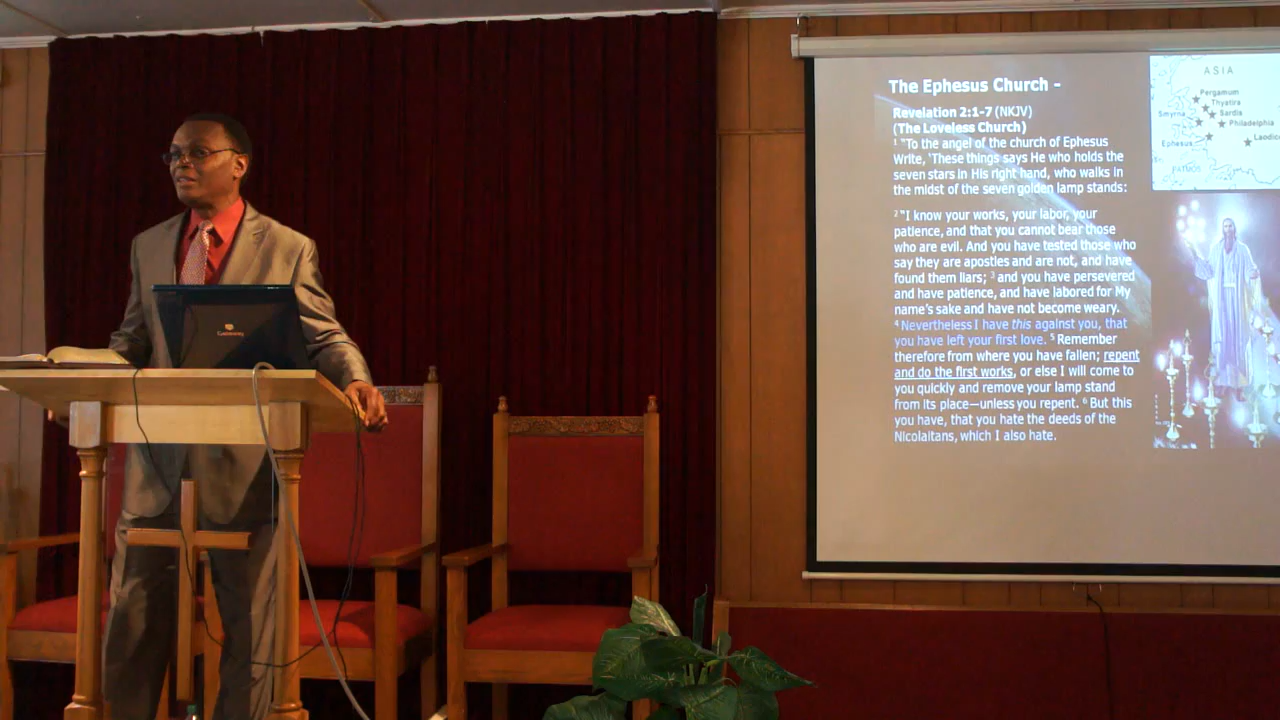 The Ephesus Church -
Revelation 2:1-7 (NKJV)
(The Loveless Church)
1 "To the angel of the church of Ephesus
Write, 'These things says He who holds the
seven stars in His right hand, who walks in
the midst of the seven golden lamp stands:
2 "I know your works, your labor, your
patience, and that you cannot bear those
who are evil. And you have tested those who
say they are apostles and are not, and have
found them liars; 3 and you have persevered
and have patience, and have labored for My
name's sake and have not become weary.
4 Nevertheless I have this against you, that
you have left your first love. 5 Remember
therefore from where you have fallen; repent
and do the first works, or else I will come to
you quickly and remove your lamp stand
from its place—unless you repent. 6 But this
you have, that you hate the deeds of the
Nicolaitans, which I also hate.
ASIA
Pergamum
Thyatira
Smyrna
Sardis
Philadelphia
Ephesus
Laodice
PATMOS
Gateway